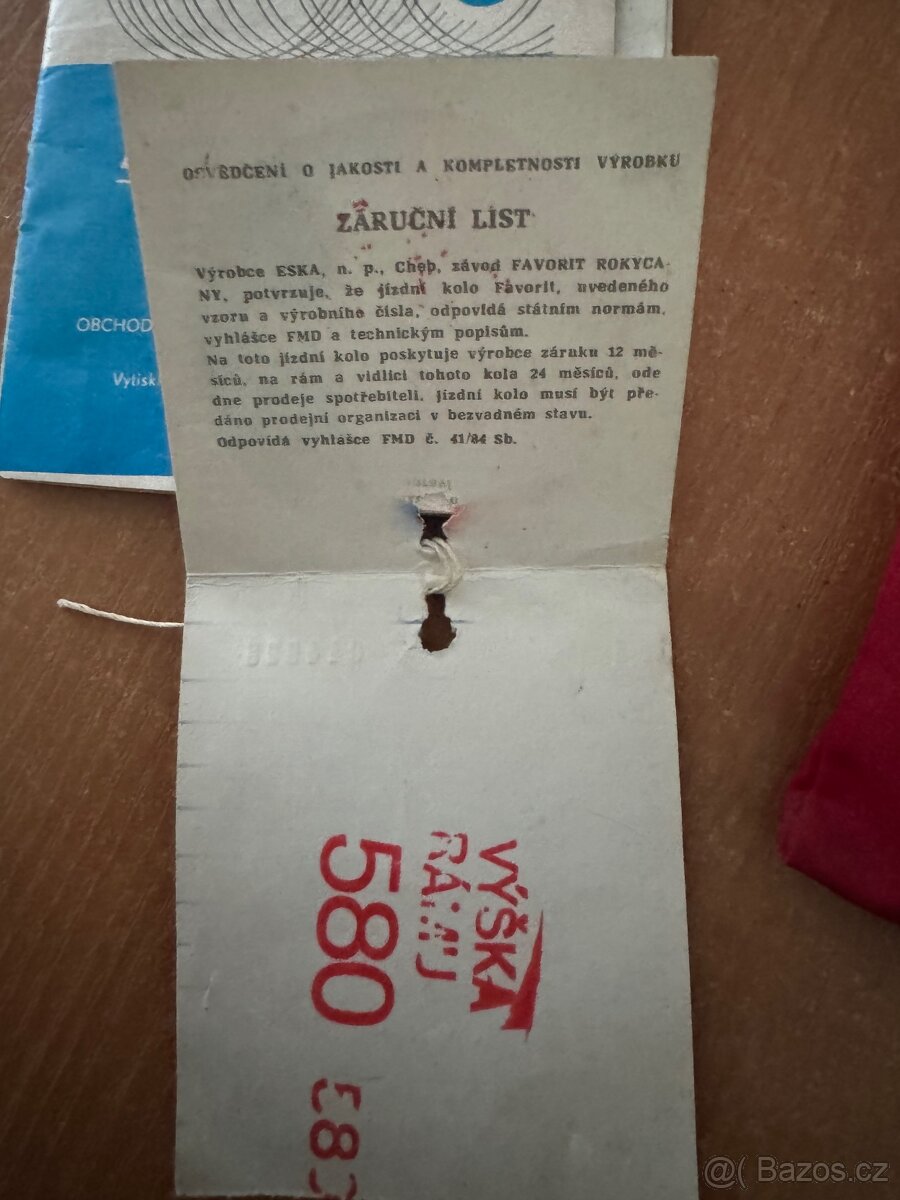 OSVĚDČENÍ O JAKOSTI A KOMPLETNOSTI VÝROBKU
ZÁRUČNÍ LIST
Výrobce ESKA, n. p., Cheb, závod FAVORIT ROKYCA-
NY, potvrzuje, že jízdní kolo Favorit, uvedeného
vzoru a výrobního čísla, odpovídá státním normám,
vyhlášce FMD a technickým popisům.
Na toto jízdní kolo poskytuje výrobce záruku 12 mě-
síců, na rám a vidlici tohoto kola 24 měsíců, ode
dne prodeje spotřebiteli. Jízdní kolo musí být pře-
dáno prodejní organizaci v bezvadném stavu.
Odpovídá vyhlášce FMD č. 41/84 Sb.
OBCHOD
Vytisk
VÝŠKA
RÁMU
580
@( Bazos.cz